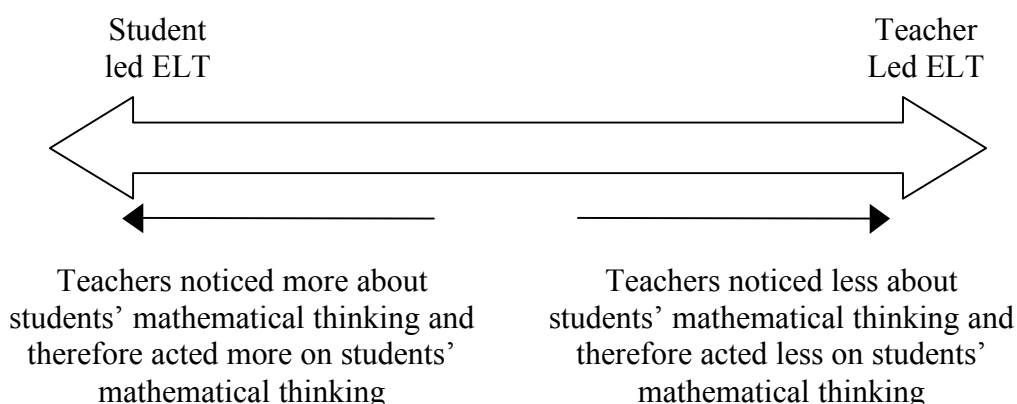 Student
led ELT
Teacher
Led ELT
Teachers noticed more about
students’ mathematical thinking and
therefore acted more on students’
mathematical thinking
Teachers noticed less about
students’ mathematical thinking and
therefore acted less on students’
mathematical thinking